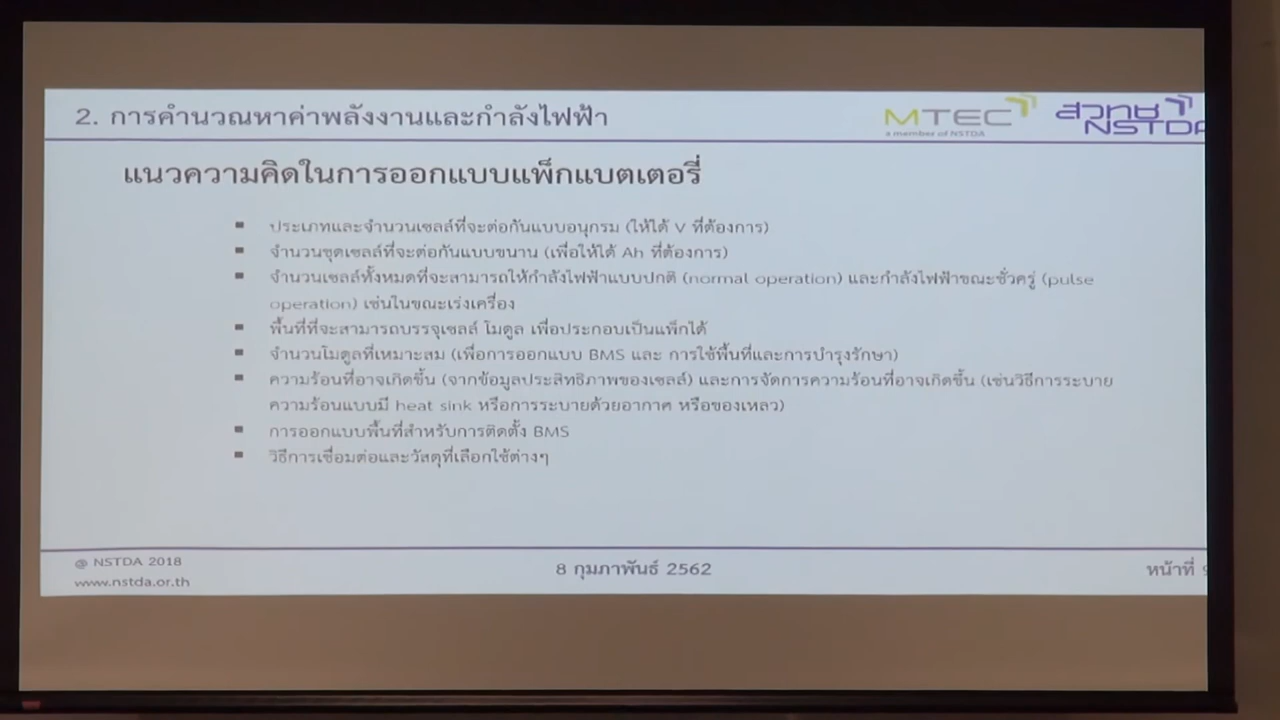 2. การคำนวณหาค่าพลังงานและกำลังไฟฟ้า
MTEC
a member of NSTDA
สวทช
NSTDA
แนวความคิดในการออกแบบแพ็กแบตเตอรี่
▪ ประเภทและจำนวนเซลล์ที่จะต่อกันแบบอนุกรม (ให้ได้ V ที่ต้องการ)
▪ จำนวนชุดเซลล์ที่จะต่อกันแบบขนาน (เพื่อให้ได้ Ah ที่ต้องการ)
▪ จำนวนเซลล์ทั้งหมดที่จะสามารถให้กำลังไฟฟ้าแบบปกติ (normal operation) และกำลังไฟฟ้าขณะชั่วครู่ (pulse
operation) เช่นในขณะเร่งเครื่อง
▪ พื้นที่ที่จะสามารถบรรจุเซลล์ โมดูล เพื่อประกอบเป็นแพ็กได้
▪ จำนวนโมดูลที่เหมาะสม (เพื่อการออกแบบ BMS และ การใช้พื้นที่และการบำรุงรักษา)
▪ ความร้อนที่อาจเกิดขึ้น (จากข้อมูลประสิทธิภาพของเซลล์) และการจัดการความร้อนที่อาจเกิดขึ้น (เช่นวิธีการระบาย
ความร้อนแบบมี heat sink หรือการระบายด้วยอากาศ หรือของเหลว)
▪ การออกแบบพื้นที่สำหรับการติดตั้ง BMS
▪ วิธีการเชื่อมต่อและวัสดุที่เลือกใช้ต่างๆ
@ NSTDA 2018
www.nstda.or.th
8 กุมภาพันธ์ 2562
หน้าที่